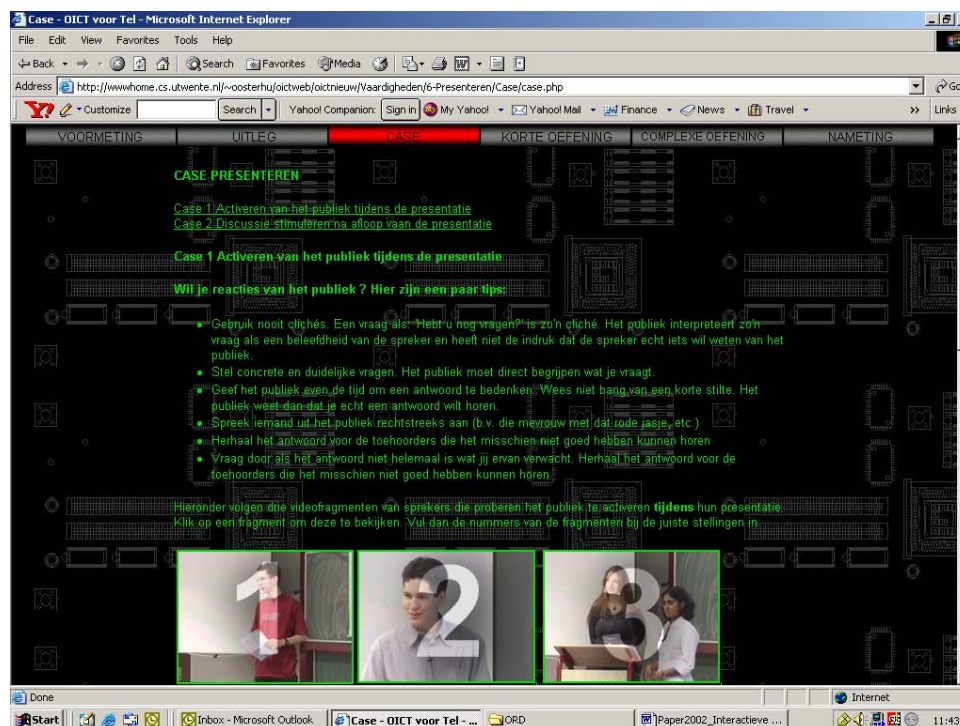 Case - OICT voor Tel - Microsoft Internet Explorer
File Edit View Favorites Tools Help
Back Search Favorites Media
Address http://wwwhome.cs.utwente.nl/~oosterhu/oictweb/oictnieuw/Vaardigheden/6-Presenteren/Case/case.php Go
Y! Customize Search Yahoo! Companion: Sign in My Yahoo! Yahoo! Mail Finance News Travel » Links
VOORMETING UITLEG CASE KORTE OEFENING COMPLEXE OEFENING NAMETING
CASE PRESENTEREN
Case 1 Activeren van het publiek tijdens de presentatie
Case 2 Discussie stimuleren na afloop vaan de presentatie
Case 1 Activeren van het publiek tijdens de presentatie
Wil je reacties van het publiek ? Hier zijn een paar tips:
Gebruik nooit clichés. Een vraag als: 'Hebt u nog vragen?' is zo'n cliché. Het publiek interpreteert zo'n
vraag als een beleefdheid van de spreker en heeft niet de indruk dat de spreker echt iets wil weten van het
publiek.
Stel concrete en duidelijke vragen. Het publiek moet direct begrijpen wat je vraagt.
Geef het publiek even de tijd om een antwoord te bedenken. Wees niet bang van een korte stilte. Het
publiek weet dan dat je echt een antwoord wilt horen.
Spreek iemand uit het publiek rechtstreeks aan (b.v. die mevrouw met dat rode jasje, etc.)
Herhaal het antwoord voor de toehoorders die het misschien niet goed hebben kunnen horen
Vraag door als het antwoord niet helemaal is wat jij ervan verwacht. Herhaal het antwoord voor de
toehoorders die het misschien niet goed hebben kunnen horen
Hieronder volgen drie videofragmenten van sprekers die proberen het publiek te activeren tijdens hun presentatie.
Klik op een fragment om deze te bekijken. Vul dan de nummers van de fragmenten bij de juiste stellingen in.
1 2 3
Done Internet
Start Inbox - Microsoft Outlook Case - OICT voor Tel - ... ORD Paper2002_Interactieve ... 11:43